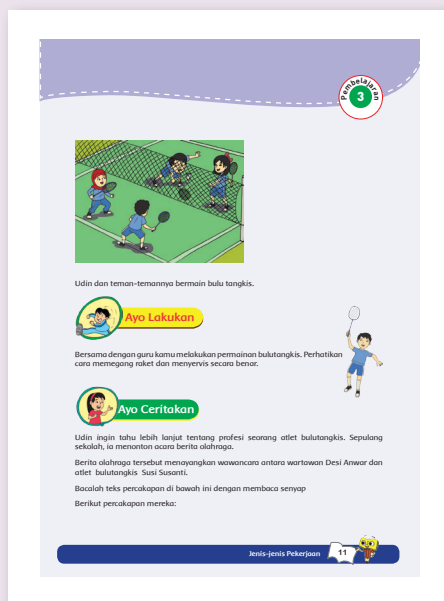 Pembelajaran
3
Udin dan teman-temannya bermain bulu tangkis.
Ayo Lakukan
Bersama dengan guru kamu melakukan permainan bulutangkis. Perhatikan
cara memegang raket dan menyervis secara benar.
Ayo Ceritakan
Udin ingin tahu lebih lanjut tentang profesi seorang atlet bulutangkis. Sepulang
sekolah, ia menonton acara berita olahraga.
Berita olahraga tersebut menayangkan wawancara antara wartawan Desi Anwar dan
atlet bulutangkis Susi Susanti.
Bacalah teks percakapan di bawah ini dengan membaca senyap
Berikut percakapan mereka:
Jenis-jenis Pekerjaan 11